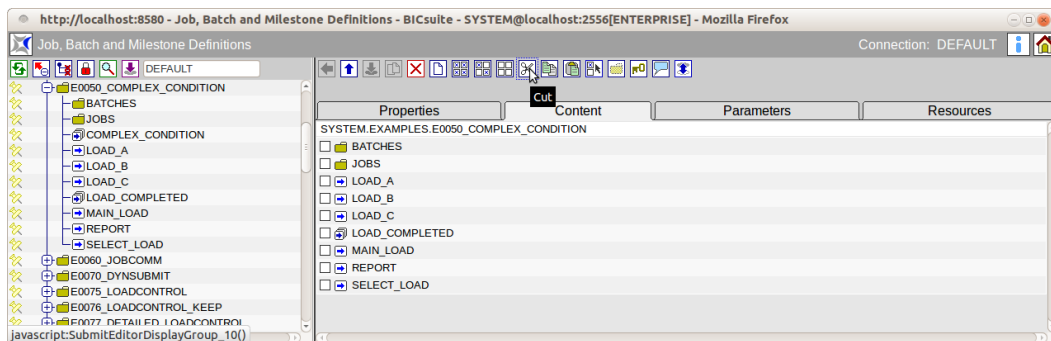 http://localhost:8580 - Job, Batch and Milestone Definitions - BICsuite - SYSTEM@localhost:2556[ENTERPRISE] - Mozilla Firefox
Job, Batch and Milestone Definitions
Connection: DEFAULT
DEFAULT
Cut
E0050_COMPLEX_CONDITION
BATCHES
JOBS
COMPLEX_CONDITION
LOAD_A
LOAD_B
LOAD_C
LOAD_COMPLETED
MAIN_LOAD
REPORT
SELECT_LOAD
E0060_JOBCOMM
E0070_DYNSUBMIT
E0075_LOADCONTROL
E0076_LOADCONTROL_KEEP
E0077_DETAILED_LOADCONTROL
javascript:SubmitEditorDisplayGroup_10()
Properties Content Parameters Resources
SYSTEM.EXAMPLES.E0050_COMPLEX_CONDITION
BATCHES
JOBS
LOAD_A
LOAD_B
LOAD_C
LOAD_COMPLETED
MAIN_LOAD
REPORT
SELECT_LOAD